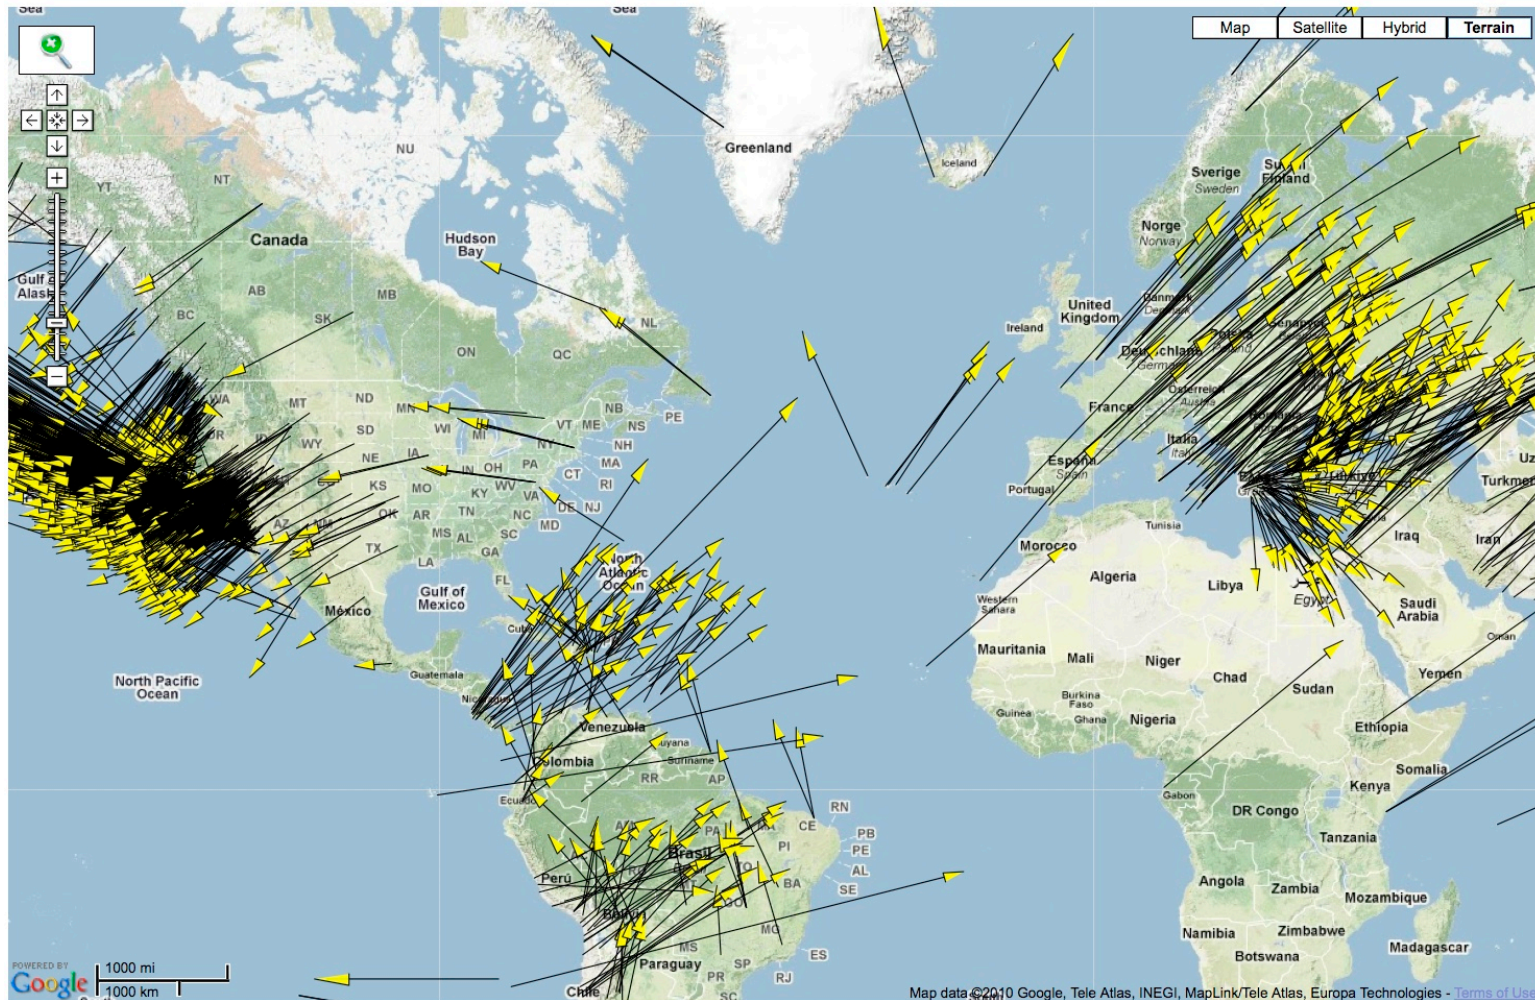 Sea
Sea
Map
Satellite
Hybrid
Terrain
NU
Greenland
Iceland
Sverige
Sweden
Finland
YT
NT
Norge
Norway
Canada
Hudson
Bay
Gulf of
AB
MB
BC
SK
NL
ON
QC
United
Kingdom
Ireland
France
WA
MT
ND
MN
NB
PE
VT
ME
NS
SD
WI
MI
NY
NH
WY
MA
NE
IA
IN
OH
PA
CT
RI
KS
MO
KY
WV
VA
DE
NJ
OK
AR
TN
NC
MD
AZ
MS
AL
SC
TX
GA
LA
FL
Italia
España
Spain
Portugal
Tunisia
Morocco
Algeria
Libya
Egypt
Iraq
Iran
Turkmen
Uz
Western
Sahara
Saudi
Arabia
Oman
Yemen
North
Atlantic
Ocean
Gulf of
Mexico
México
Cuba
Guatemala
Nicaragua
North Pacific
Ocean
Mauritania
Mali
Niger
Chad
Sudan
Burkina
Faso
Guinea
Ghana
Nigeria
Ethiopia
Somalia
Kenya
Gabon
DR Congo
Tanzania
Angola
Zambia
Mozambique
Namibia
Zimbabwe
Botswana
Madagascar
Venezuela
Guyana
Suriname
Colombia
RR
AP
Ecuador
RN
CE
PB
PA
PI
PE
Brasil
TO
AL
Perú
BA
SE
GO
MG
MS
ES
SP
Paraguay
RJ
PR
SC
Chile
POWERED BY
Google
1000 mi
1000 km
Map data ©2010 Google, Tele Atlas, INEGI, MapLink/Tele Atlas, Europa Technologies - Terms of Use